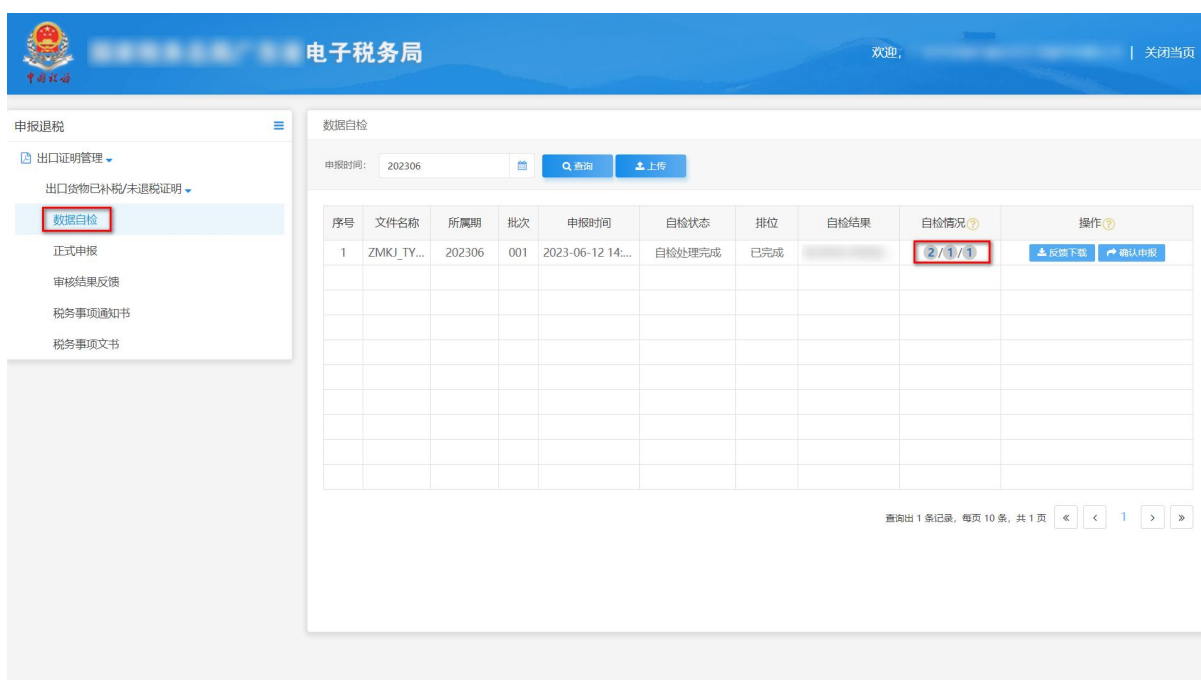 电子税务局
欢迎,
| 关闭当页
中国税务
申报退税
出口证明管理
出口货物已补税/未退税证明
数据自检
正式申报
审核结果反馈
税务事项通知书
税务事项文书
数据自检
申报时间: 202306 查询 上传
序号 文件名称 所属期 批次 申报时间 自检状态 排位 自检结果 自检情况? 操作?
1 ZMKJ_TY... 202306 001 2023-06-12 14:... 自检处理完成 已完成 2/1/1 反馈下载 确认申报
查询出 1 条记录, 每页 10 条, 共 1 页 « ‹ 1 › »